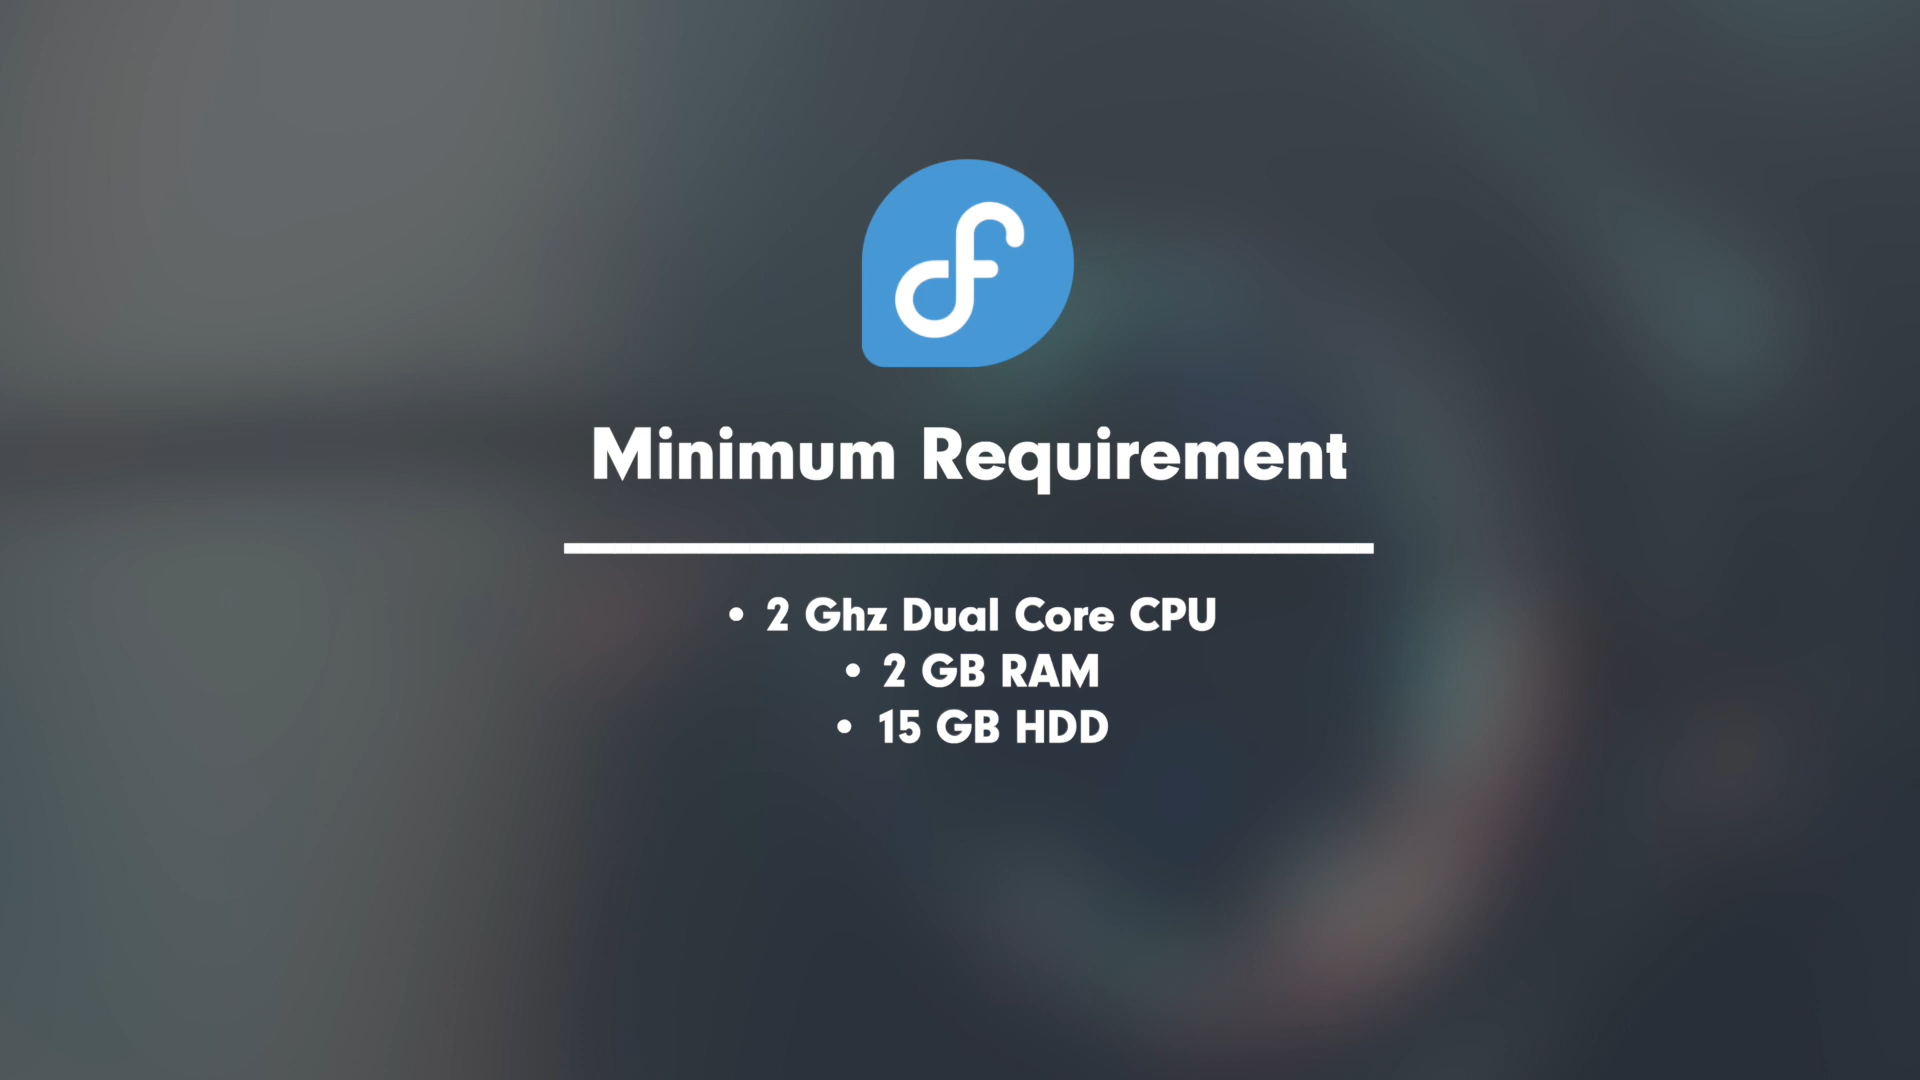 Minimum Requirement
• 2 Ghz Dual Core CPU
• 2 GB RAM
• 15 GB HDD